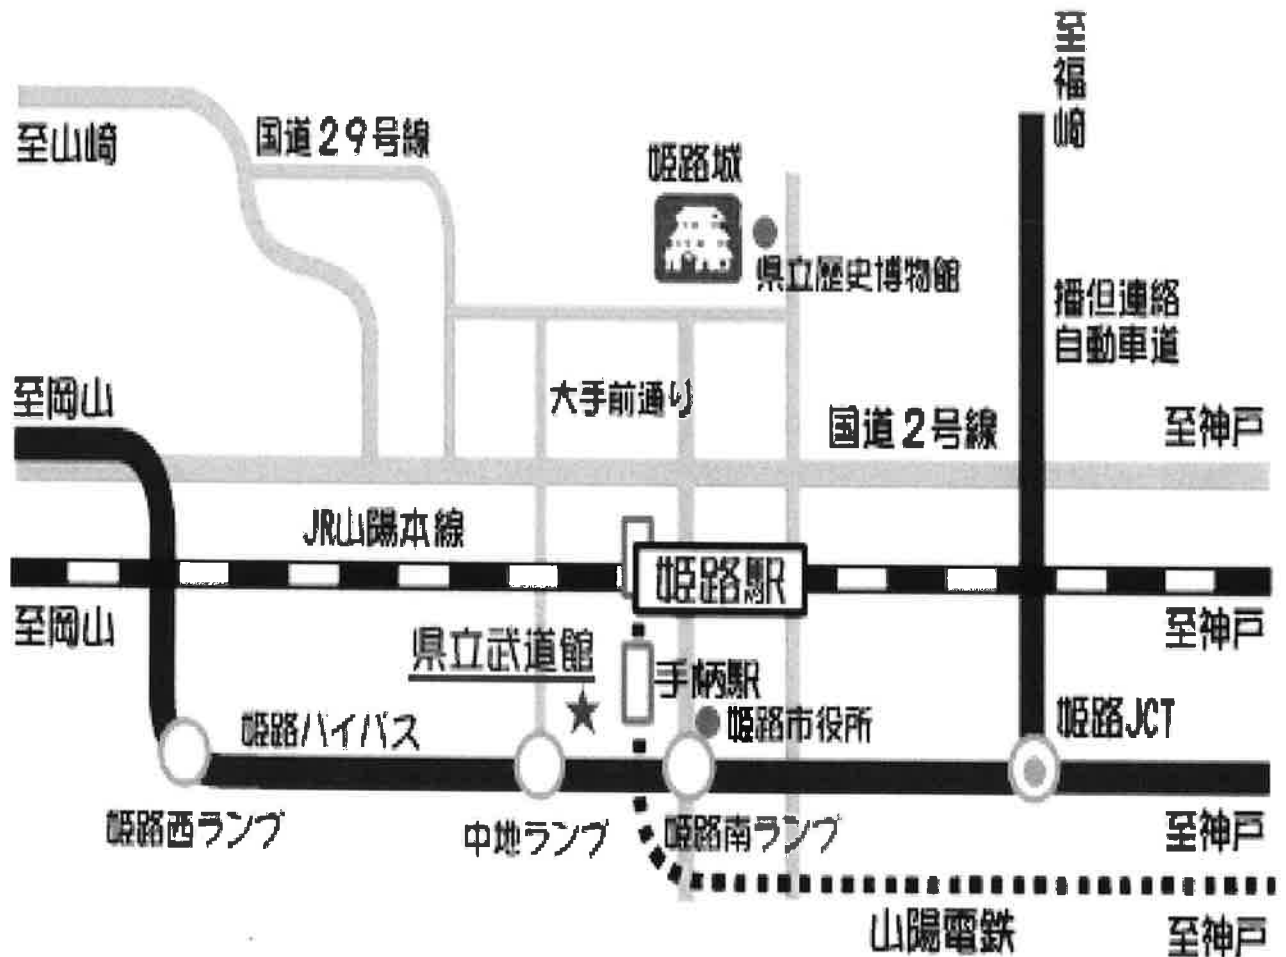 至福崎
至山崎
国道29号線
姫路城
県立歴史博物館
播但連絡
自動車道
至岡山
大手前通り
国道2号線
至神戸
JR山陽本線
姫路駅
至岡山
至神戸
県立武道館
手柄駅
姫路市役所
姫路JCT
姫路バイパス
姫路西ランプ
中地ランプ
姫路南ランプ
至神戸
山陽電鉄
至神戸